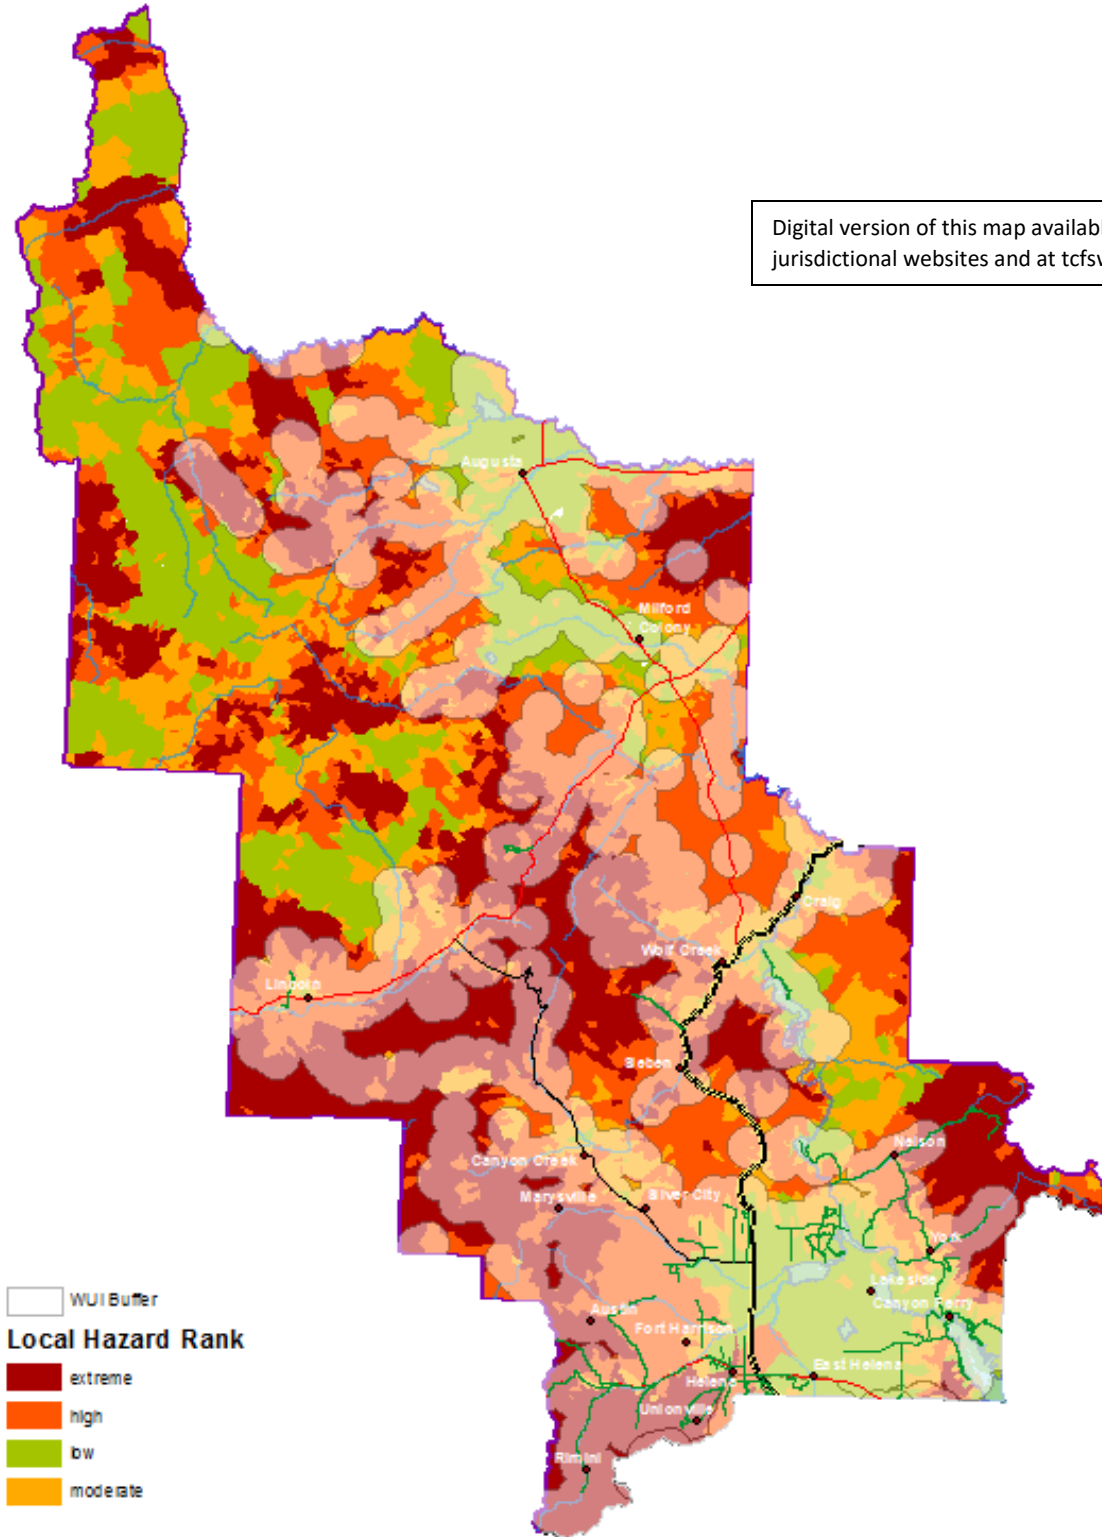 Digital version of this map availabl
jurisdictional websites and at tcfsv
Augusta
Milford
Colony
Craig
Wolf Creek
Lincoln
Sieben
Nelson
Canyon Creek
Marysville
Silver City
York
Lakeside
Canyon Ferry
Austin
Fort Harrison
East Helena
Helena
Unionville
Rimini
WUI Buffer
Local Hazard Rank
extreme
high
low
moderate